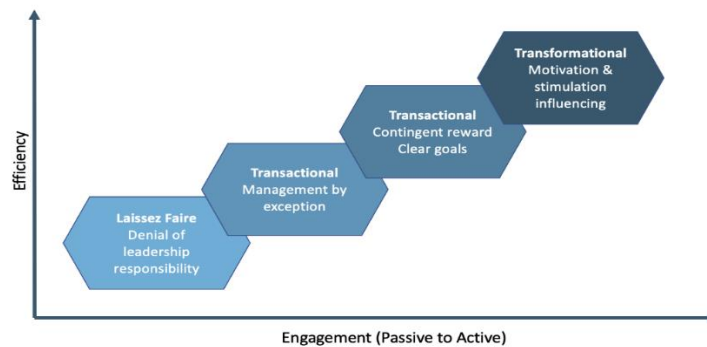 Transformational
Motivation &
stimulation
influencing
Transactional
Contingent reward
Clear goals
Transactional
Management by
exception
Laissez Faire
Denial of
leadership
responsibility
Efficiency
Engagement (Passive to Active)